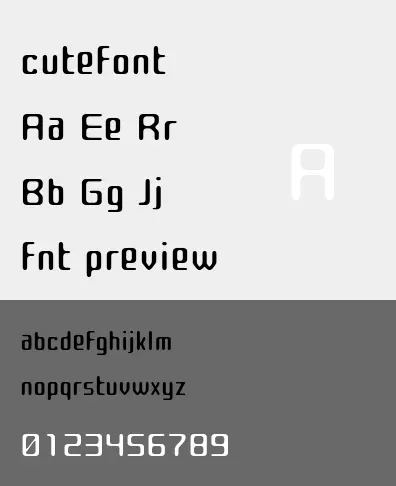 cutefont
Aa Ee Rr
A
Bb Gg Jj
fnt preview
abcdefghijklm
nopqrstuvwxyz
0123456789